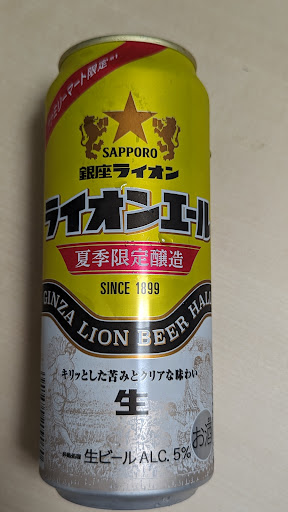 ファミリーマート限定※1
SAPPORO
銀座ライオン
ライオンエール
夏季限定醸造
SINCE 1899
GINZA LION BEER HALL
キリッとした苦みとクリアな味わい
生
お酒
生ビール ALC. 5%